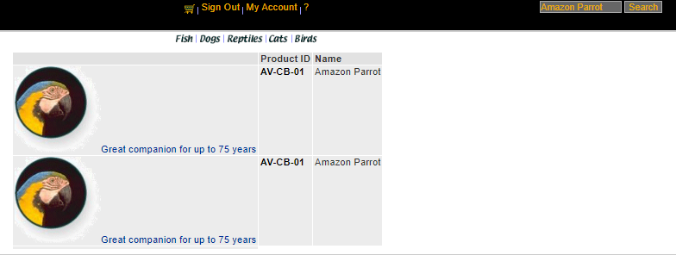 Sign Out | My Account | ? Amazon Parrot Search
Fish | Dogs | Reptiles | Cats | Birds
Product ID Name
AV-CB-01 Amazon Parrot
Great companion for up to 75 years
AV-CB-01 Amazon Parrot
Great companion for up to 75 years